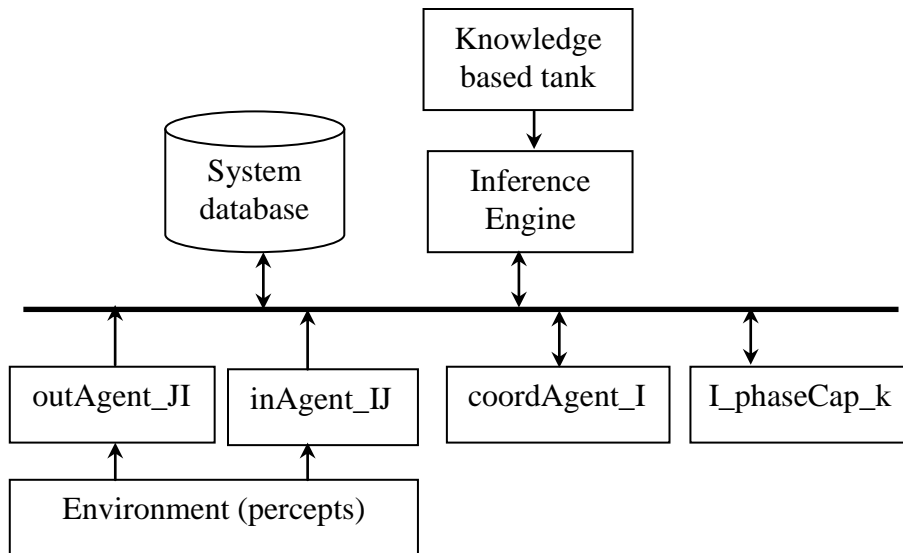 Knowledge
based tank
System
database
Inference
Engine
outAgent_JI
inAgent_IJ
coordAgent_I
I_phaseCap_k
Environment (percepts)